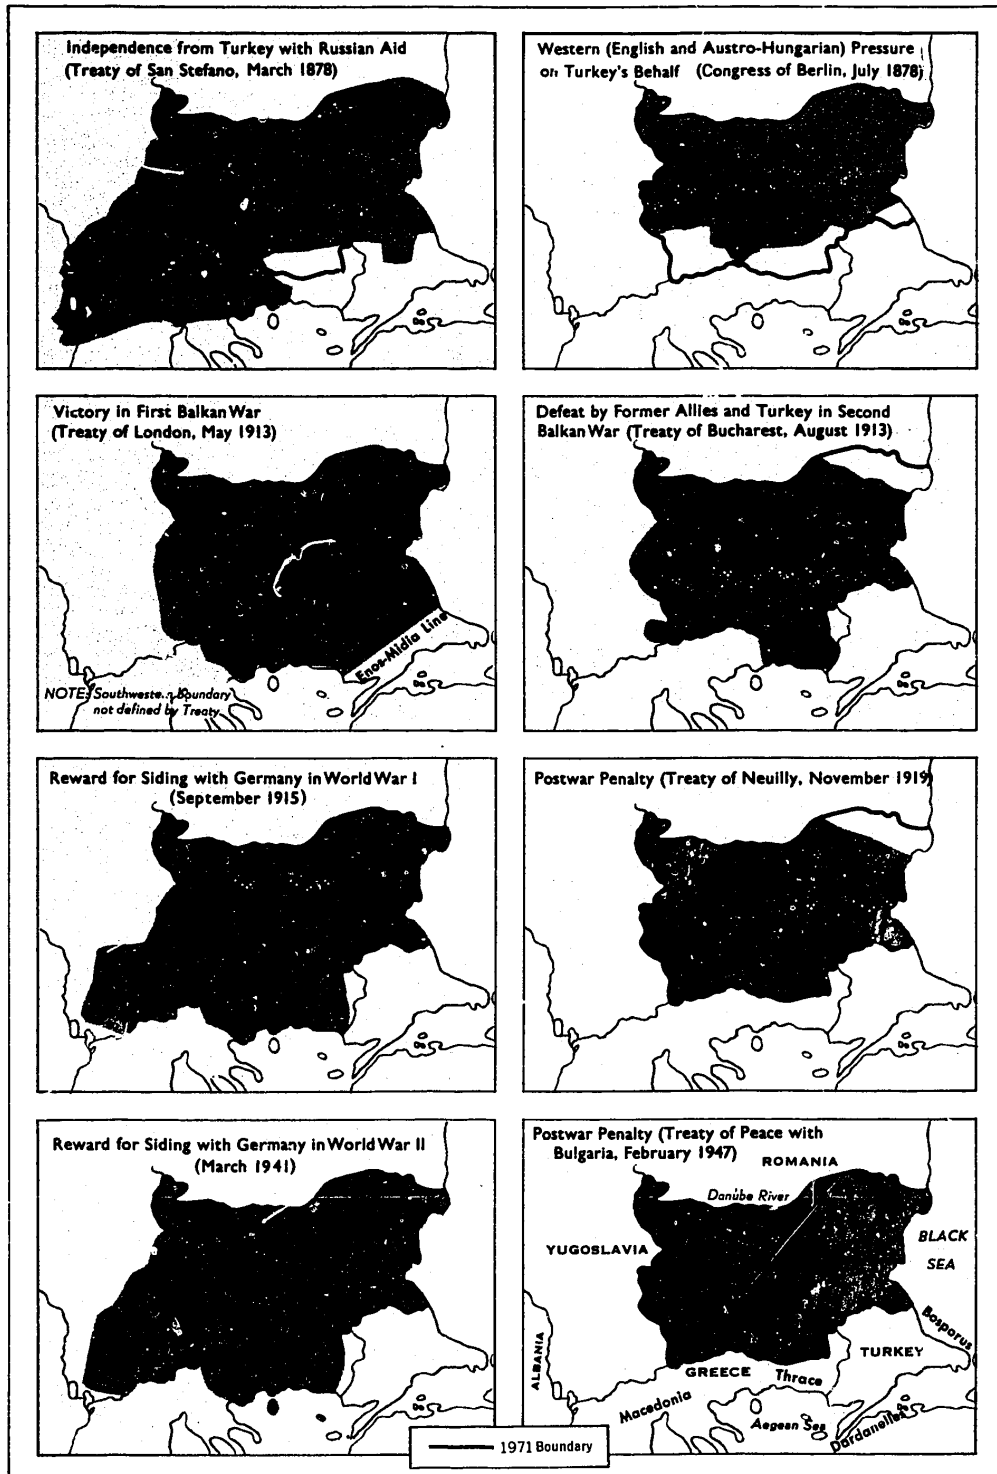 Independence from Turkey with Russian Aid
(Treaty of San Stefano, March 1878)
Western (English and Austro-Hungarian) Pressure
on Turkey's Behalf (Congress of Berlin, July 1878)
Victory in First Balkan War
(Treaty of London, May 1913)
Enos-Midia Line
NOTE: Southwestern Boundary
not defined by Treaty
Defeat by Former Allies and Turkey in Second
Balkan War (Treaty of Bucharest, August 1913)
Reward for Siding with Germany in World War I
(September 1915)
Postwar Penalty (Treaty of Neuilly, November 1919)
Reward for Siding with Germany in World War II
(March 1941)
Postwar Penalty (Treaty of Peace with
Bulgaria, February 1947)
ROMANIA
Danube River
YUGOSLAVIA
BLACK
SEA
Bosporus
ALBANIA
TURKEY
GREECE
Thrace
Macedonia
Aegean Sea
Dardanelles
1971 Boundary